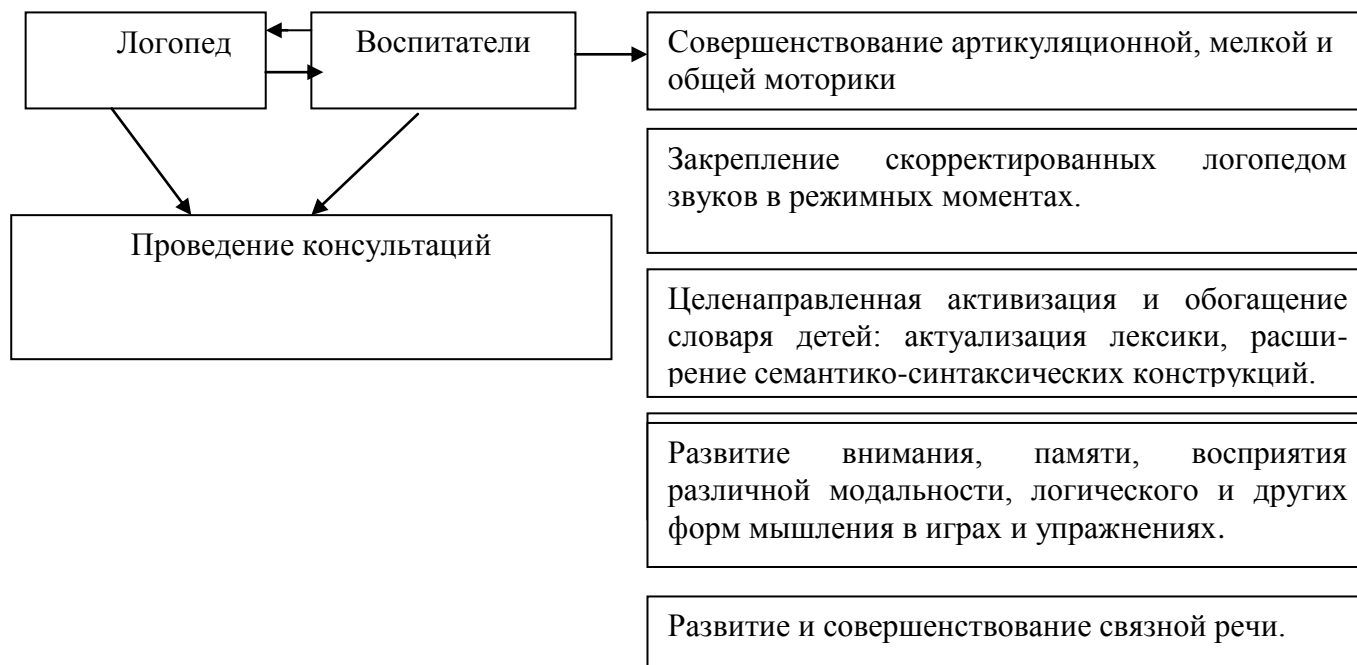 Логопед
Воспитатели
Совершенствование артикуляционной, мелкой и
общей моторики
Закрепление скорректированных логопедом
звуков в режимных моментах.
Проведение консультаций
Целенаправленная активизация и обогащение
словаря детей: актуализация лексики, расши-
рение семантико-синтаксических конструкций.
Развитие внимания, памяти, восприятия
различной модальности, логического и других
форм мышления в играх и упражнениях.
Развитие и совершенствование связной речи.